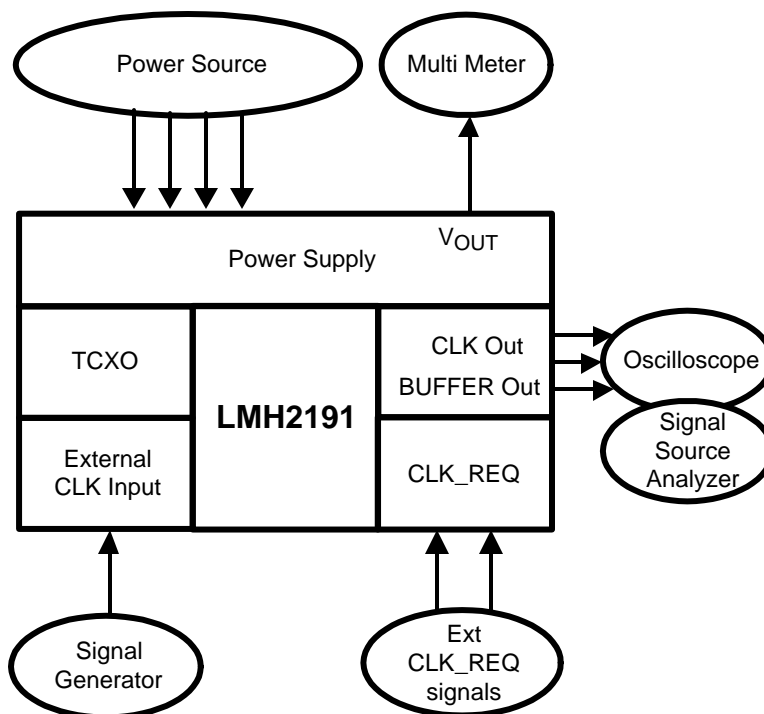 Power Source
Multi Meter
VOUT
Power Supply
TCXO
CLK Out
BUFFER Out
Oscilloscope
LMH2191
External
CLK Input
CLK_REQ
Signal
Source
Analyzer
Signal
Generator
Ext
CLK_REQ
signals